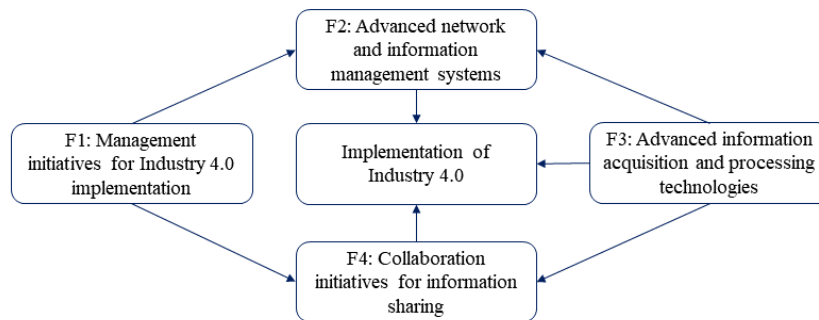 F2: Advanced network
and information
management systems
F1: Management
initiatives for Industry 4.0
implementation
Implementation of
Industry 4.0
F3: Advanced information
acquisition and processing
technologies
F4: Collaboration
initiatives for information
sharing